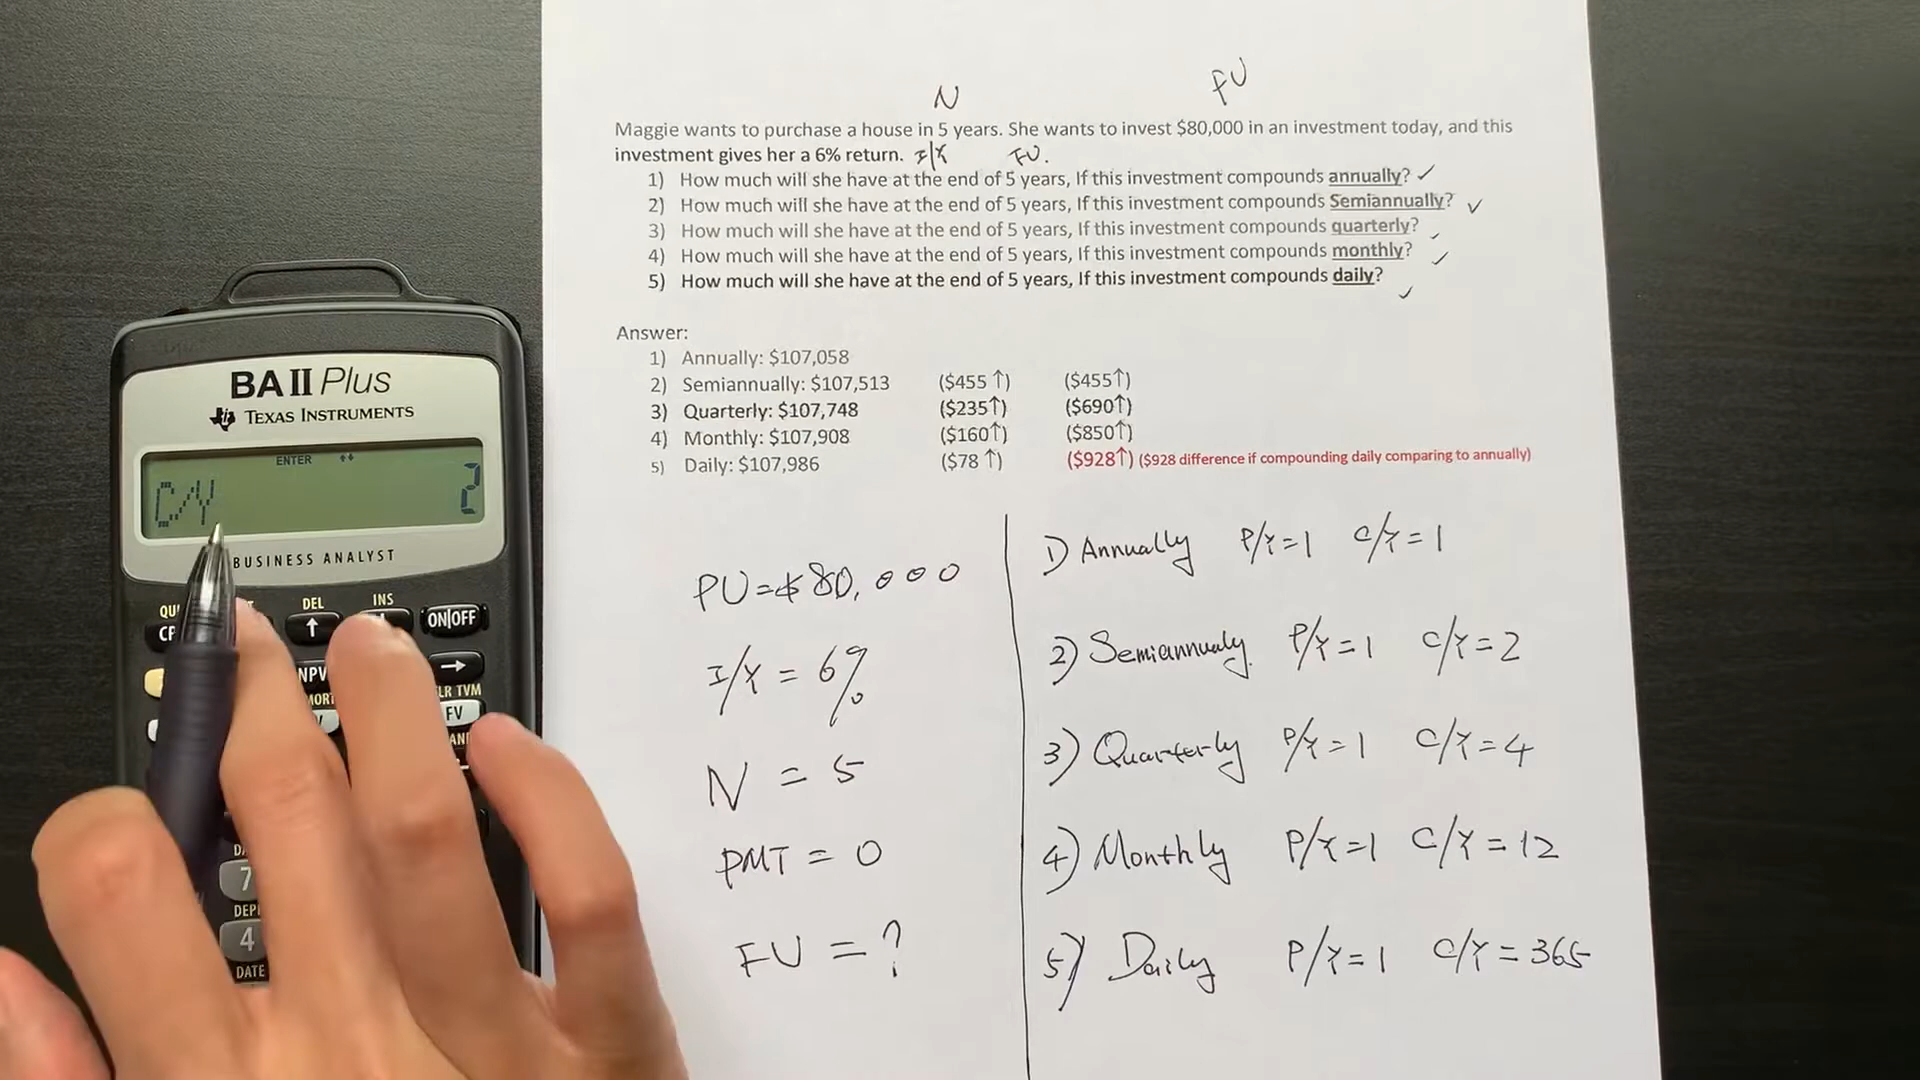 N FU
Maggie wants to purchase a house in 5 years. She wants to invest $80,000 in an investment today, and this
investment gives her a 6% return. I/Y FU.
1) How much will she have at the end of 5 years, If this investment compounds annually? ✓
2) How much will she have at the end of 5 years, If this investment compounds Semiannually? ✓
3) How much will she have at the end of 5 years, If this investment compounds quarterly? ✓
4) How much will she have at the end of 5 years, If this investment compounds monthly? ✓
5) How much will she have at the end of 5 years, If this investment compounds daily? ✓
Answer:
1) Annually: $107,058
2) Semiannually: $107,513 ($455 ↑) ($455↑)
3) Quarterly: $107,748 ($235↑) ($690↑)
4) Monthly: $107,908 ($160↑) ($850↑)
5) Daily: $107,986 ($78 ↑) ($928↑) ($928 difference if compounding daily comparing to annually)
PU = $80,000
I/Y = 6%
N = 5
PMT = 0
FU = ?
1) Annually P/Y = 1 C/Y = 1
2) Semiannualy. P/Y = 1 C/Y = 2
3) Quarterly P/Y = 1 C/Y = 4
4) Monthly P/Y = 1 C/Y = 12
5) Daily P/Y = 1 C/Y = 365
BA II Plus
TEXAS INSTRUMENTS
ENTER ↑↓
C/Y 2
BUSINESS ANALYST
DEL INS
↑ ON|OFF
NPV →
LR TVM
FV
7
DEP
4
DATE